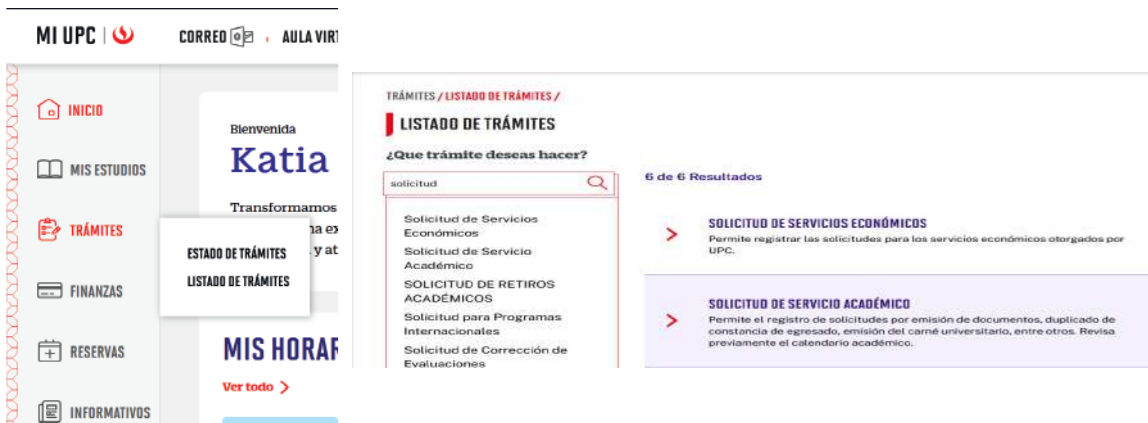 MI UPC
CORREO
AULA VIRT
INICIO
MIS ESTUDIOS
TRÁMITES
FINANZAS
RESERVAS
INFORMATIVOS
Bienvenida
Katia
Transformamos
na ex
y at
ESTADO DE TRÁMITES
LISTADO DE TRÁMITES
MIS HORAR
Ver todo
TRÁMITES / LISTADO DE TRÁMITES /
LISTADO DE TRÁMITES
¿Que trámite deseas hacer?
solicitud
Solicitud de Servicios
Económicos
Solicitud de Servicio
Académico
SOLICITUD DE RETIROS
ACADÉMICOS
Solicitud para Programas
Internacionales
Solicitud de Corrección de
Evaluaciones
6 de 6 Resultados
SOLICITUD DE SERVICIOS ECONÓMICOS
Permite registrar las solicitudes para los servicios económicos otorgados por
UPC.
SOLICITUD DE SERVICIO ACADÉMICO
Permite el registro de solicitudes por emisión de documentos, duplicado de
constancia de egresado, emisión del carné universitario, entre otros. Revisa
previamente el calendario académico.